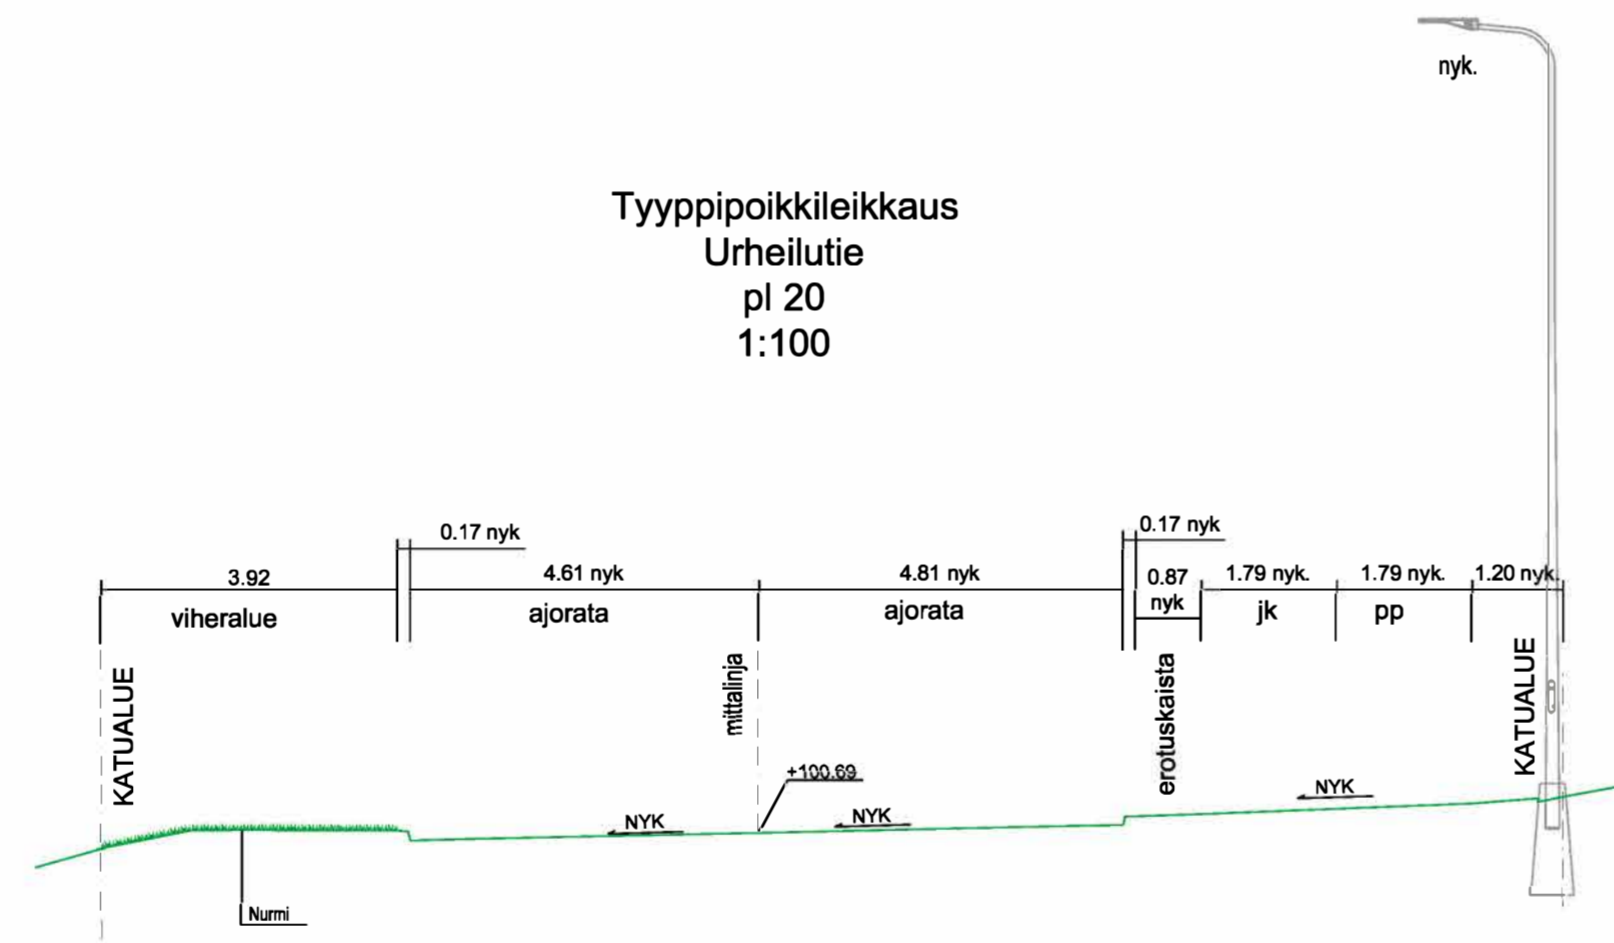 nyk.
Tyyppipoikkileikkaus
Urheilutie
pl 20
1:100
0.17 nyk
0.17 nyk
3.92
4.61 nyk
4.81 nyk
0.87
nyk
1.79 nyk.
1.79 nyk.
1.20 nyk.
viheralue
ajorata
ajorata
jk
pp
KATUALUE
mittalinja
erotuskaista
KATUALUE
+100.69
NYK
NYK
NYK
Nurmi